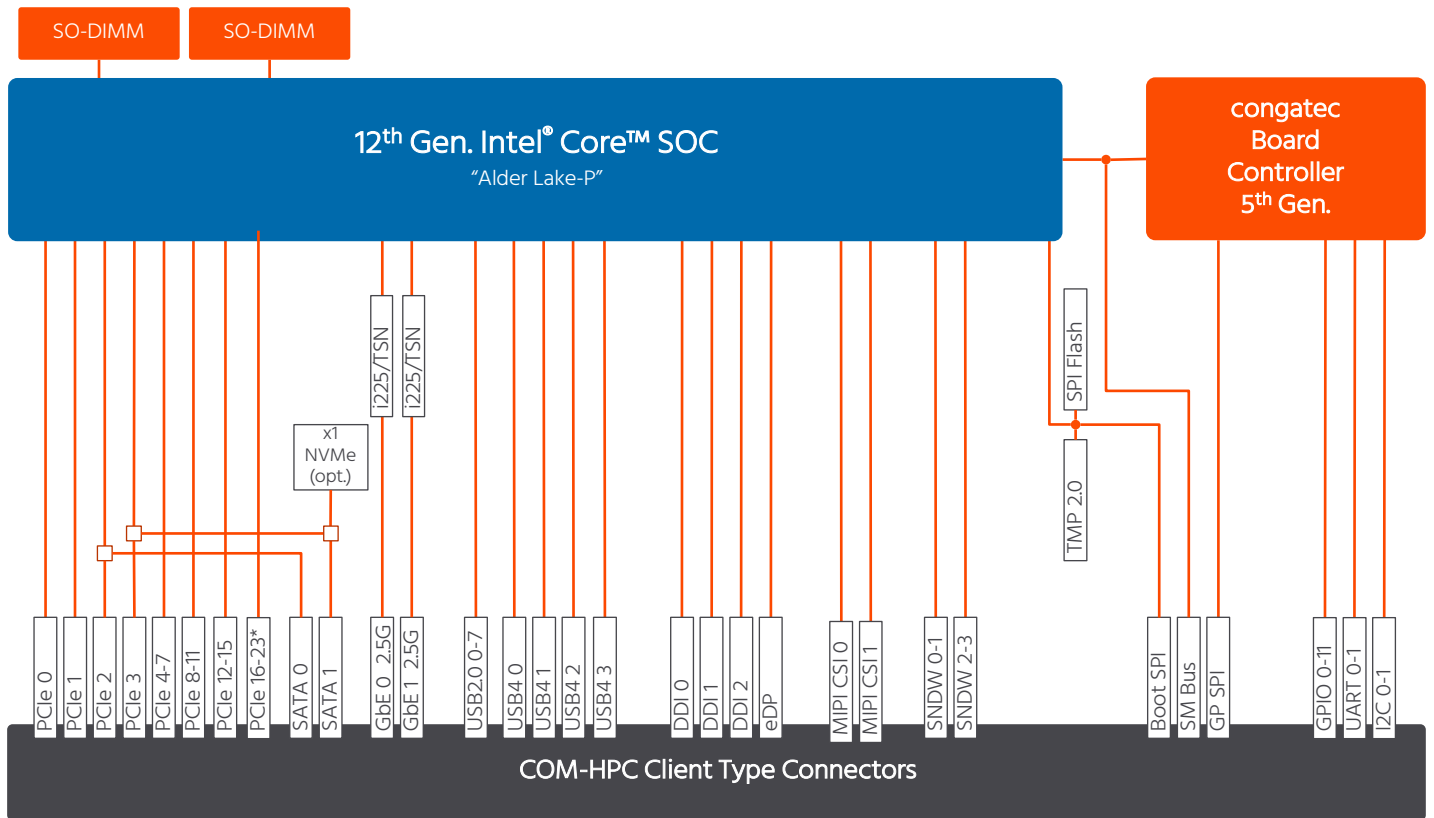 SO-DIMM
SO-DIMM
12th Gen. Intel® Core™ SOC
“Alder Lake-P”
congatec
Board
Controller
5th Gen.
i225/TSN
i225/TSN
SPI Flash
x1
NVMe
(opt.)
TMP 2.0
PCIe 0
PCIe 1
PCIe 2
PCIe 3
PCIe 4-7
PCIe 8-11
PCIe 12-15
PCIe 16-23*
SATA 0
SATA 1
GbE 0 2.5G
GbE 1 2.5G
USB2.0 0-7
USB4 0
USB4 1
USB4 2
USB4 3
DDI 0
DDI 1
DDI 2
eDP
MIPI CSI 0
MIPI CSI 1
SNDW 0-1
SNDW 2-3
Boot SPI
SM Bus
GP SPI
GPIO 0-11
UART 0-1
I2C 0-1
COM-HPC Client Type Connectors